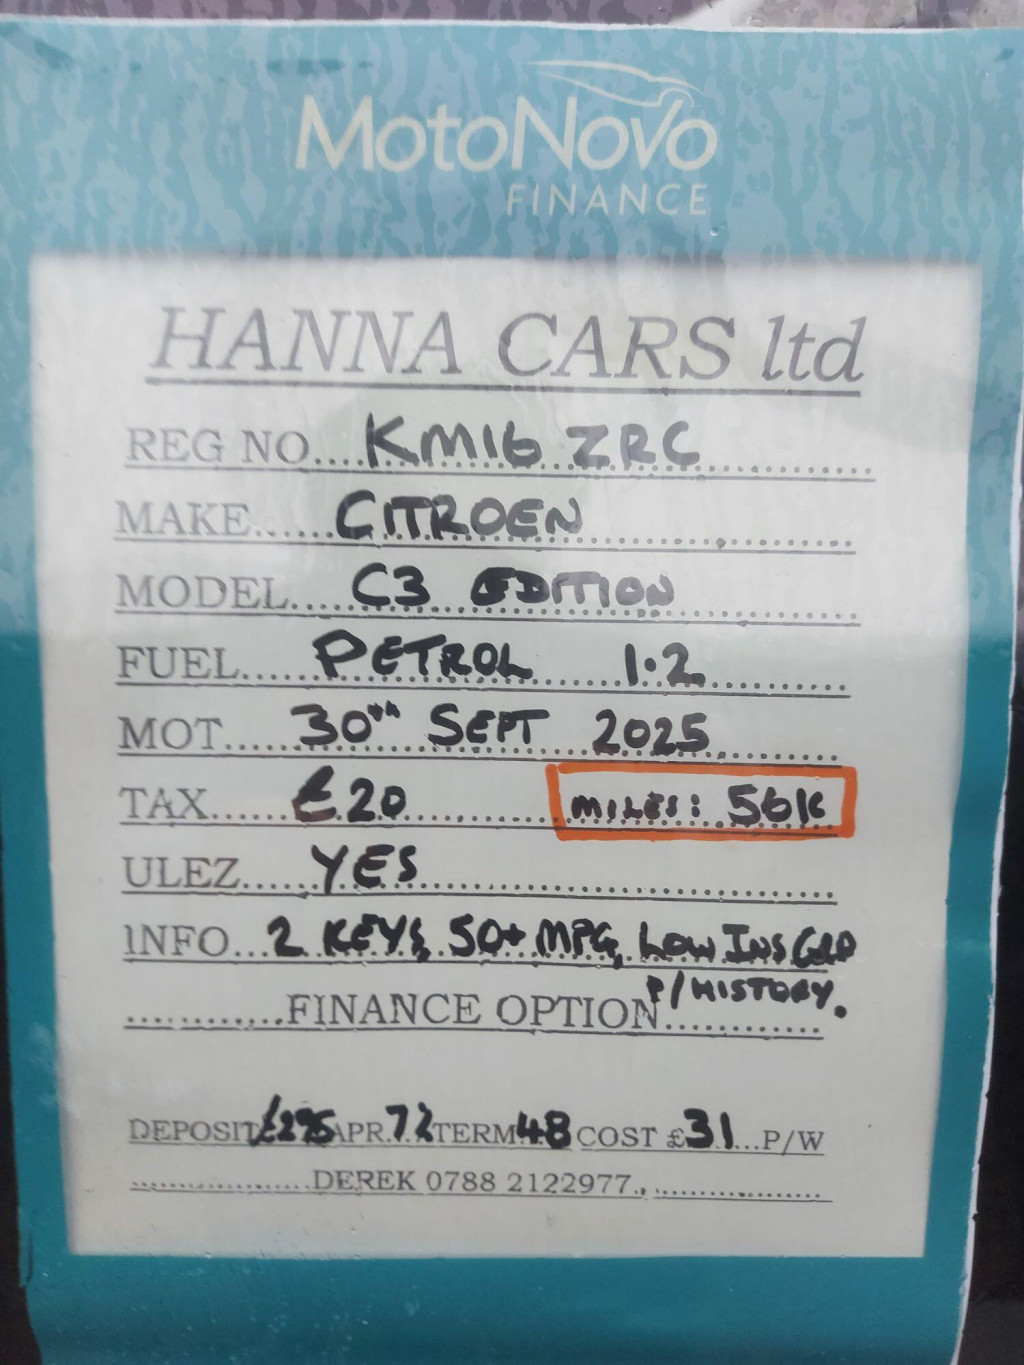 MotoNovo
FINANCE
HANNA CARS ltd
REG NO....KM16 ZRC..............
MAKE......CITROEN..............
MODEL....C3 EDITION..............
FUEL....PETROL 1.2..............
MOT.....30th SEPT 2025..........
TAX.....£20..........MILES: 56K
ULEZ.....YES..............................
INFO...2 KEYS, 50+ MPG, LOW INS GRP
P/HISTORY.
............FINANCE OPTION............
DEPOSIT £295 APR.. TERM 48 COST £31...P/W
..................DEREK 0788 2122977., .................